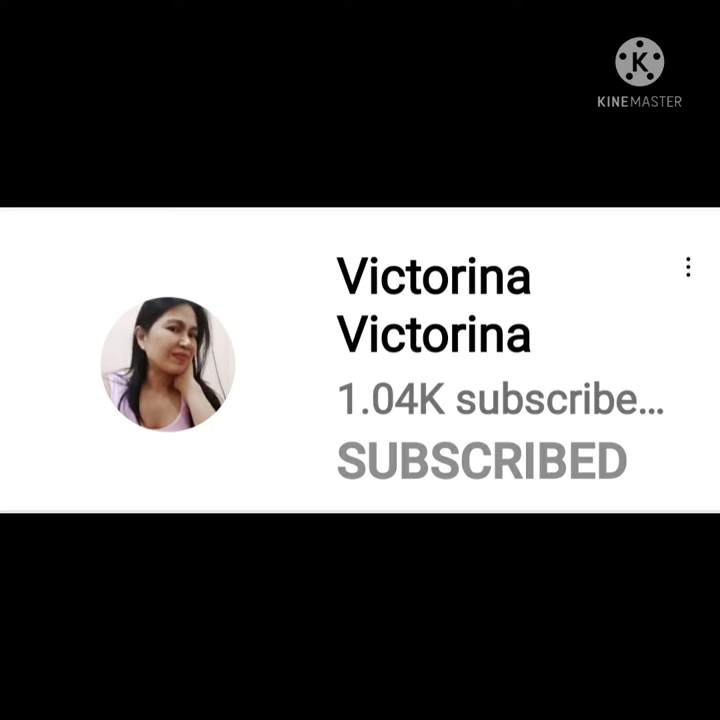 K
KINEMASTER
Victorina
Victorina
1.04K subscribe...
SUBSCRIBED